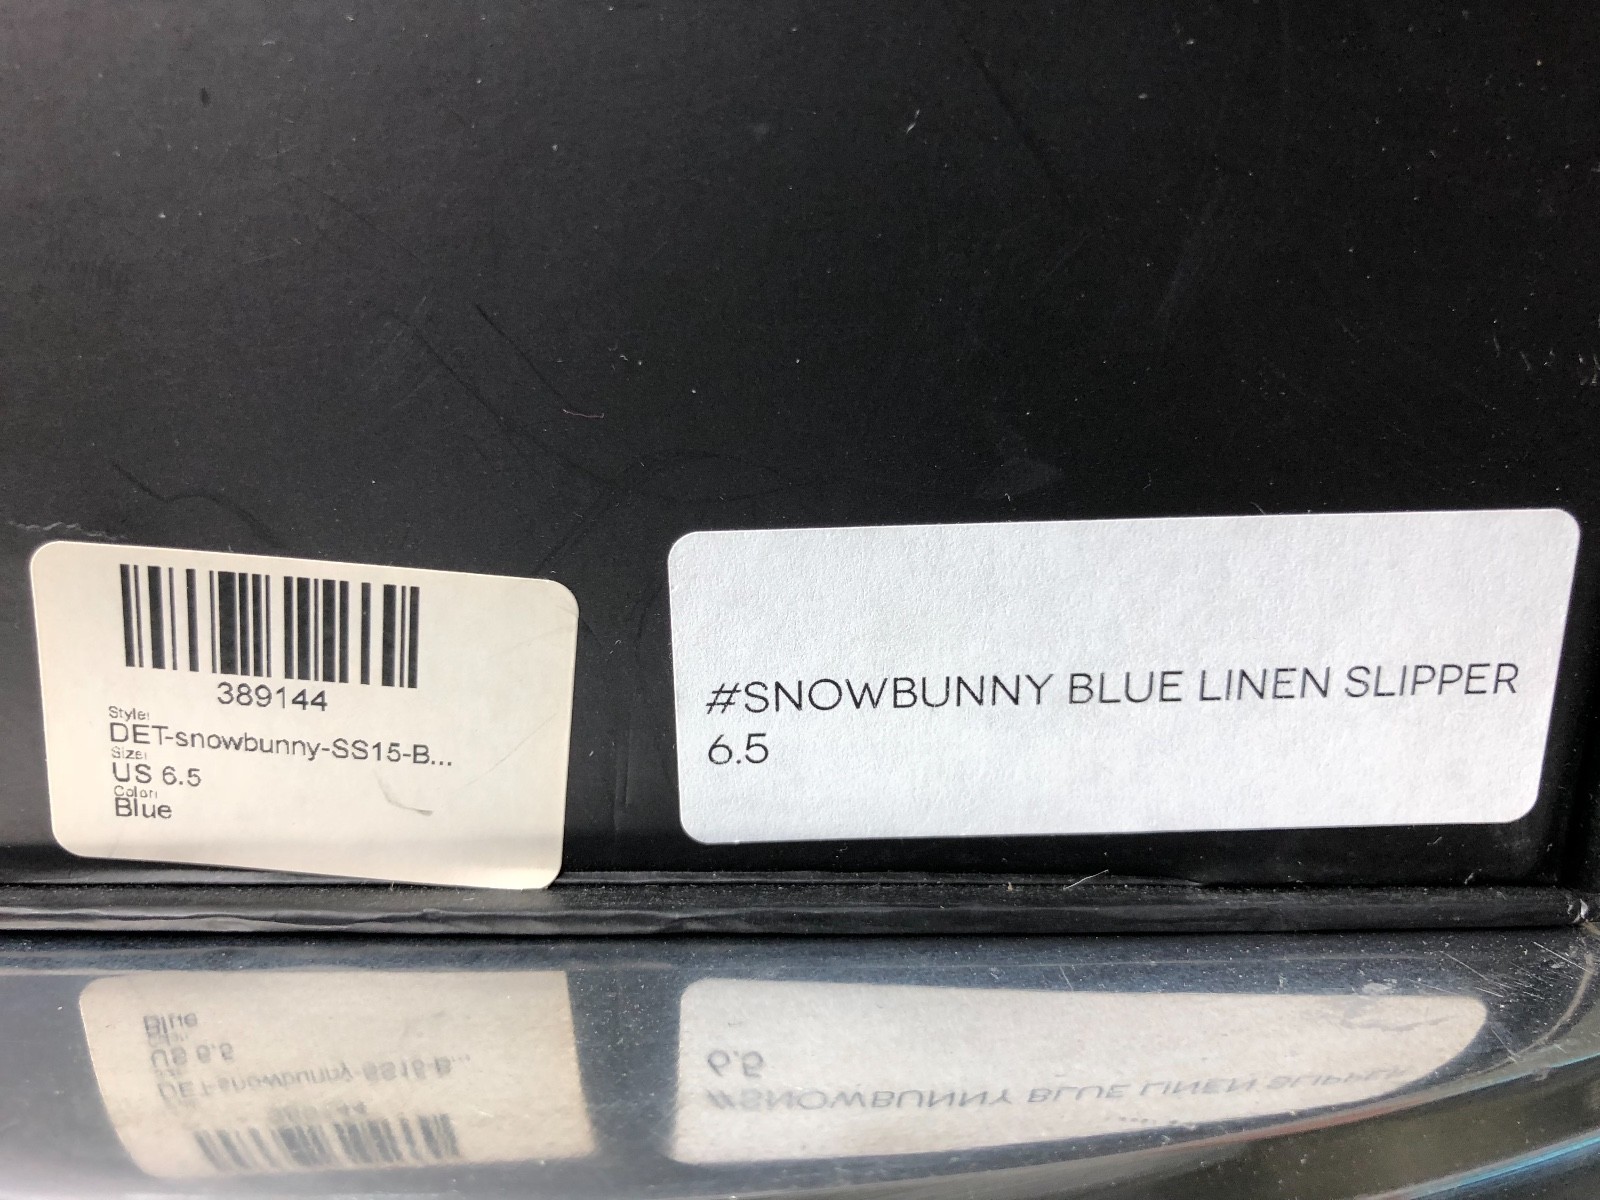 389144
Style:
DET-snowbunny-SS15-B...
Size:
US 6.5
Color:
Blue
#SNOWBUNNY BLUE LINEN SLIPPER
6.5